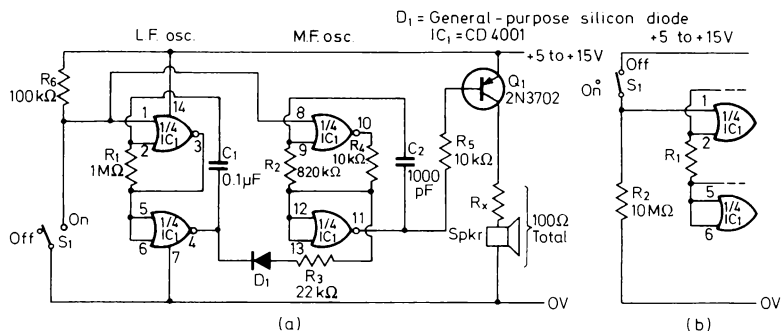 D₁ = General-purpose silicon diode
IC₁ = CD 4001
L.F. osc.
M.F. osc.
+5 to +15V
R₆
100kΩ
14
1
2
3
1/4
IC₁
R₁
1MΩ
C₁
0.1µF
5
6
4
7
1/4
IC₁
On
Off
S₁
8
9
10
1/4
IC₁
R₂
820kΩ
R₄
10kΩ
C₂
1000
pF
12
13
11
1/4
IC₁
D₁
R₃
22kΩ
R₅
10kΩ
Q₁
2N3702
Rₓ
Spkr
100Ω
Total
0V
(a)
+5 to +15V
Off
On
S₁
1
2
1/4
IC₁
R₁
5
6
1/4
IC₁
R₂
10MΩ
0V
(b)